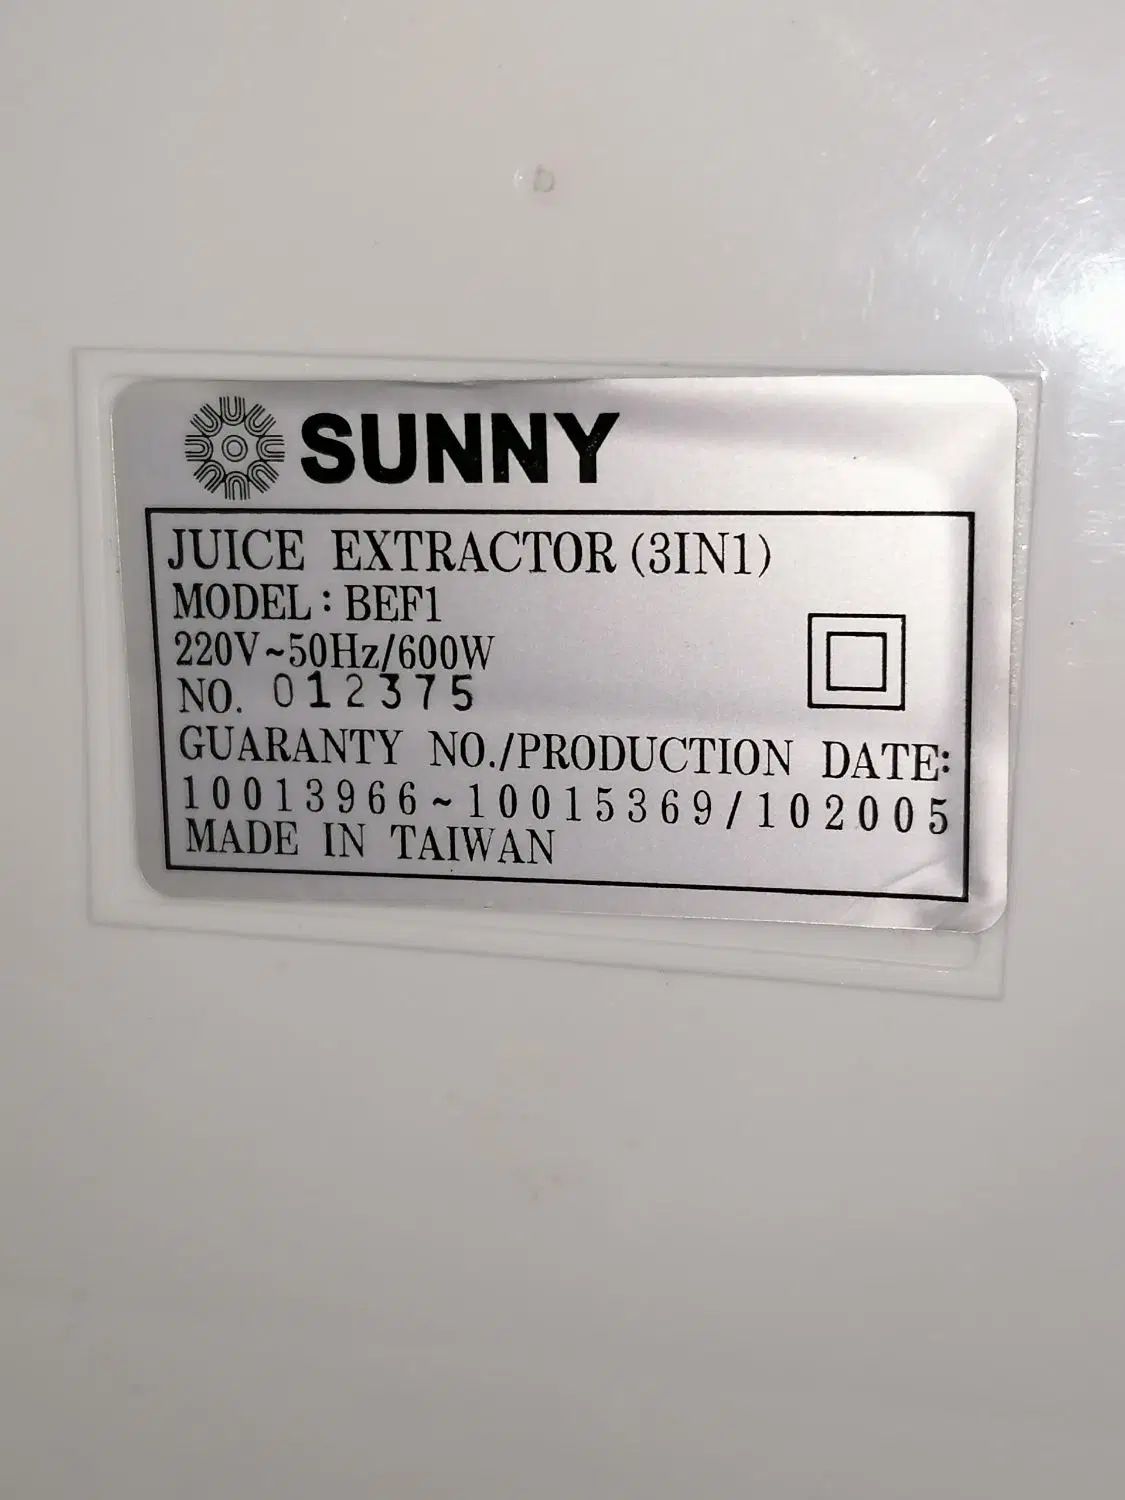 SUNNY
JUICE EXTRACTOR (3IN1)
MODEL : BEF1
220V~50Hz/600W
NO. 012375
GUARANTY NO./PRODUCTION DATE:
10013966~10015369/102005
MADE IN TAIWAN